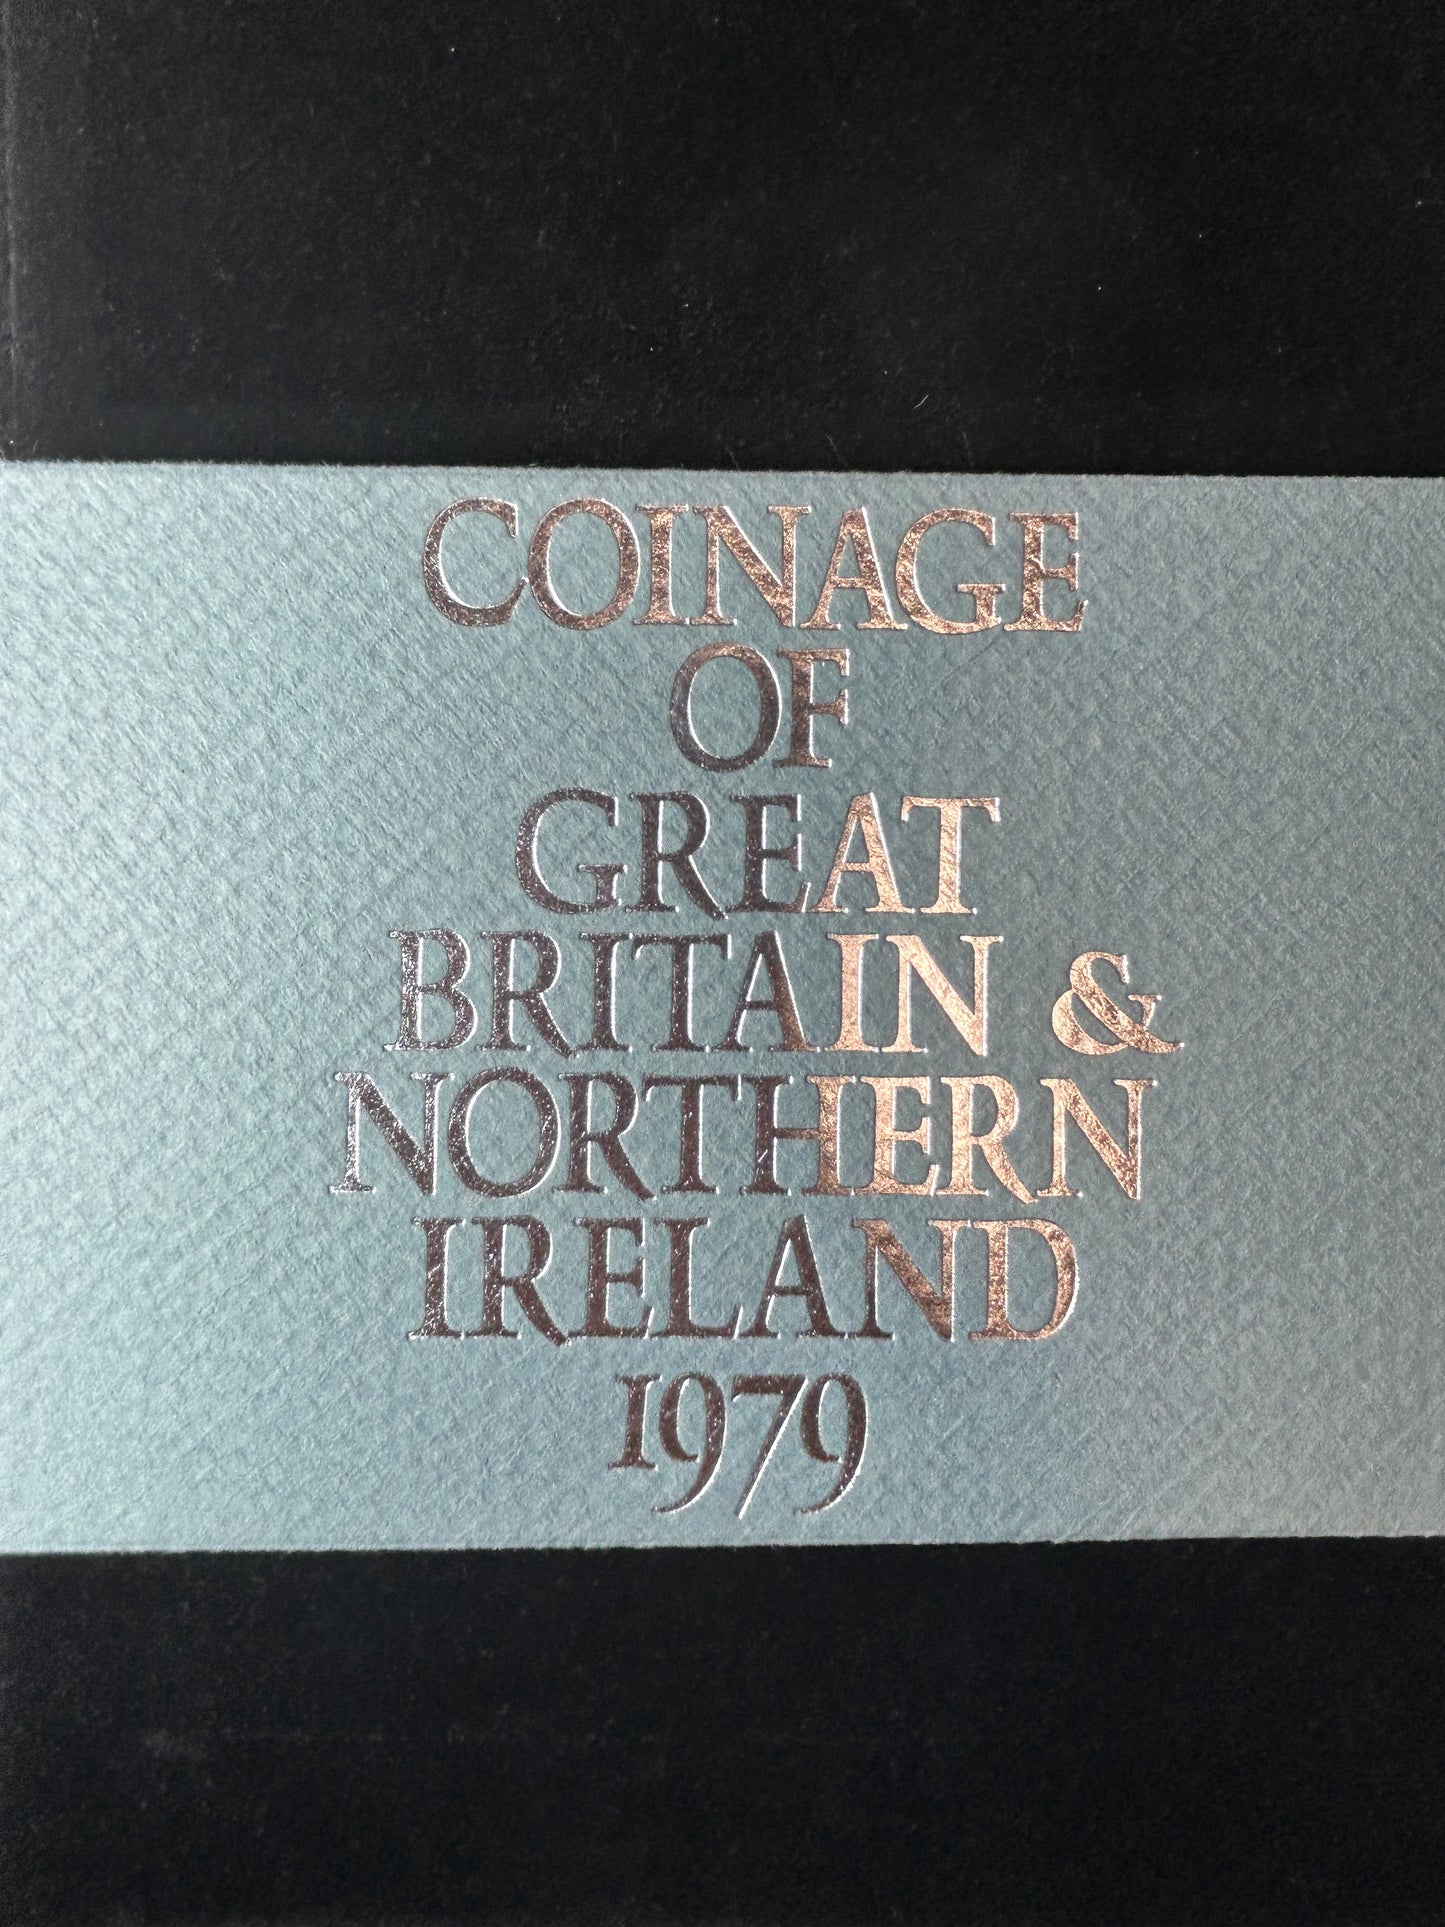 COINAGE
OF
GREAT
BRITAIN &
NORTHERN
IRELAND
1979